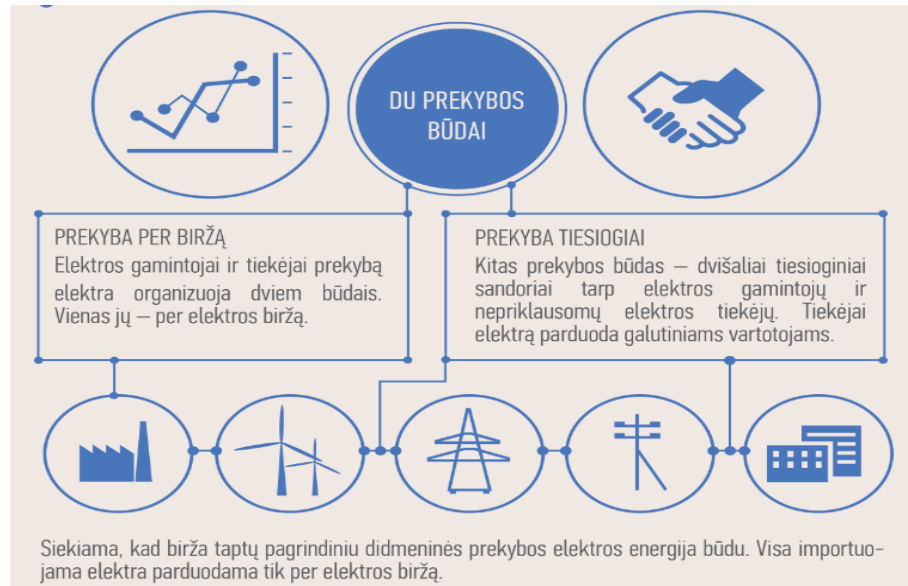 DU PREKYBOS
BŪDAI
PREKYBA PER BIRŽĄ
Elektros gamintojai ir tiekėjai prekybą
elektra organizuoja dviem būdais.
Vienas jų – per elektros biržą.
PREKYBA TIESIOGIAI
Kitas prekybos būdas – dvišaliai tiesioginiai
sandoriai tarp elektros gamintojų ir
nepriklausomų elektros tiekėjų. Tiekėjai
elektrą parduoda galutiniams vartotojams.
Siekiama, kad birža taptų pagrindiniu didmeninės prekybos elektros energija būdu. Visa importuo-
jama elektra parduodama tik per elektros biržą.